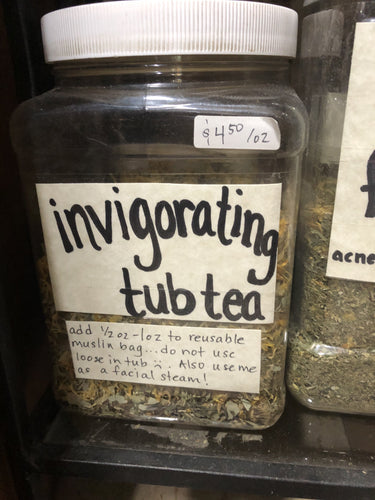 $4.50/oz
invigorating
tub tea
add 1/2 oz - 1oz to reusable
muslin bag...do not use
loose in tub :(. Also use me
as a facial steam!
acne